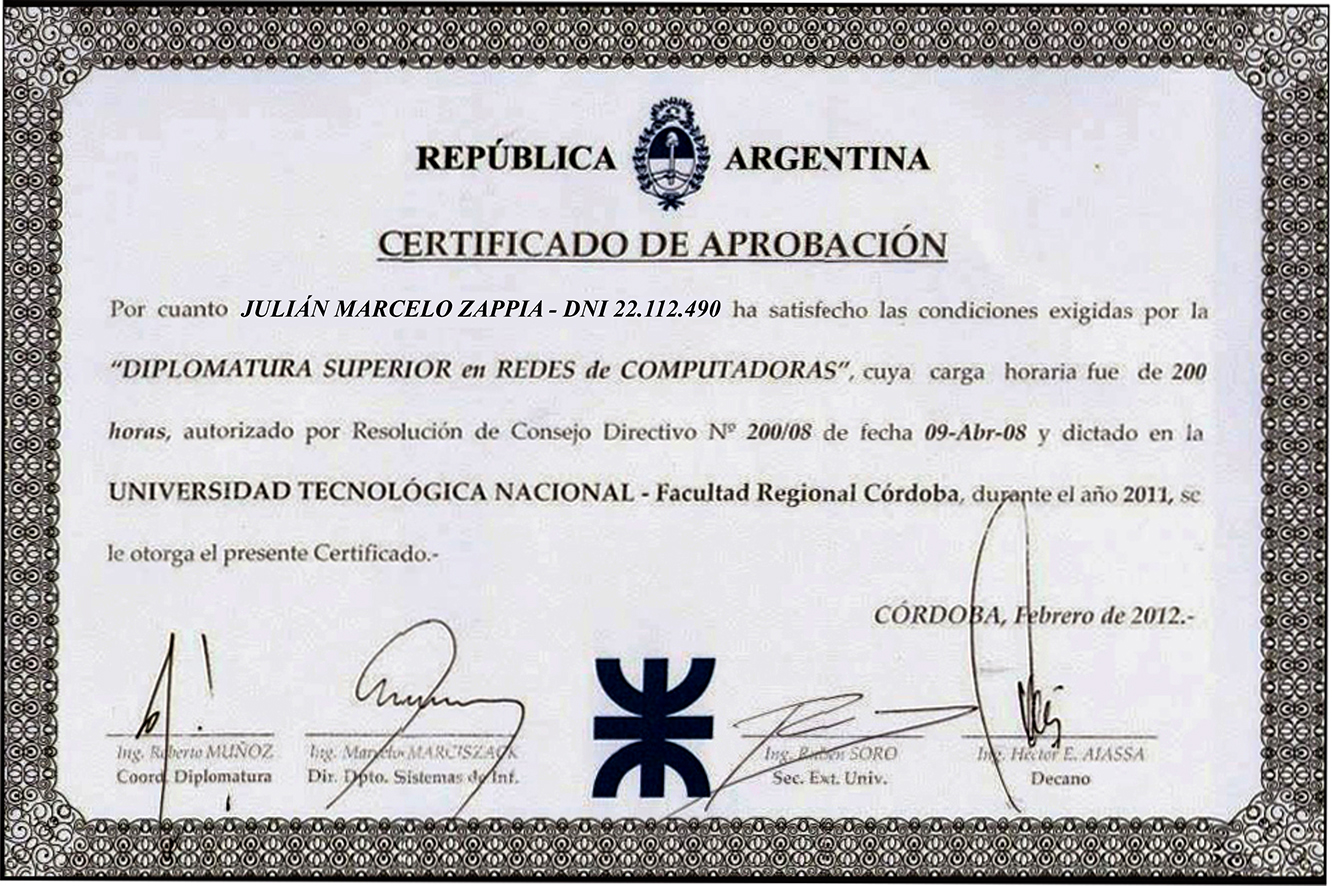 REPÚBLICA ARGENTINA
CERTIFICADO DE APROBACIÓN
Por cuanto JULIÁN MARCELO ZAPPIA - DNI 22.112.490 ha satisfecho las condiciones exigidas por la
"DIPLOMATURA SUPERIOR en REDES de COMPUTADORAS", cuya carga horaria fue de 200
horas, autorizado por Resolución de Consejo Directivo Nº 200/08 de fecha 09-Abr-08 y dictado en la
UNIVERSIDAD TECNOLÓGICA NACIONAL - Facultad Regional Córdoba, durante el año 2011, se
le otorga el presente Certificado.-
CÓRDOBA, Febrero de 2012.-
Ing. Roberto MUÑOZ
Coord. Diplomatura
Ing. Marcelo MARCISZACK
Dir. Dpto. Sistemas de Inf.
Ing. Ruben SORO
Sec. Ext. Univ.
Ing. Héctor E. AIASSA
Decano